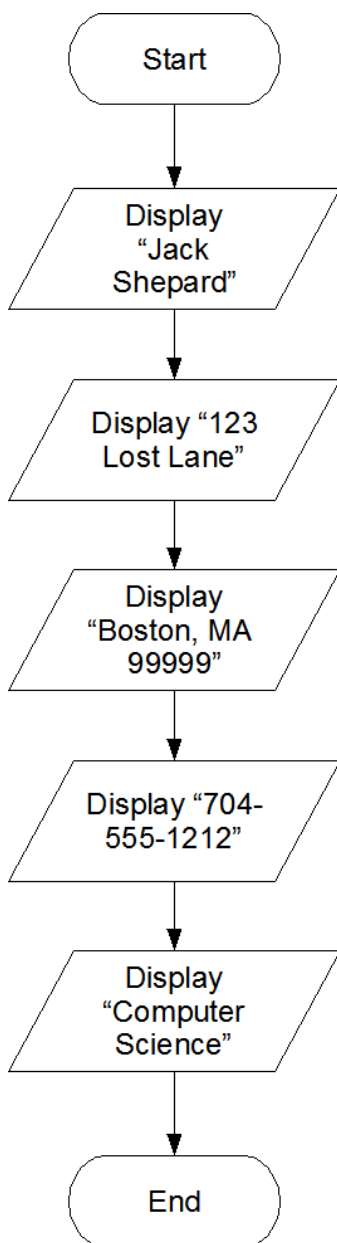 Start
Display
“Jack
Shepard”
Display “123
Lost Lane”
Display
“Boston, MA
99999”
Display “704-
555-1212”
Display
“Computer
Science”
End